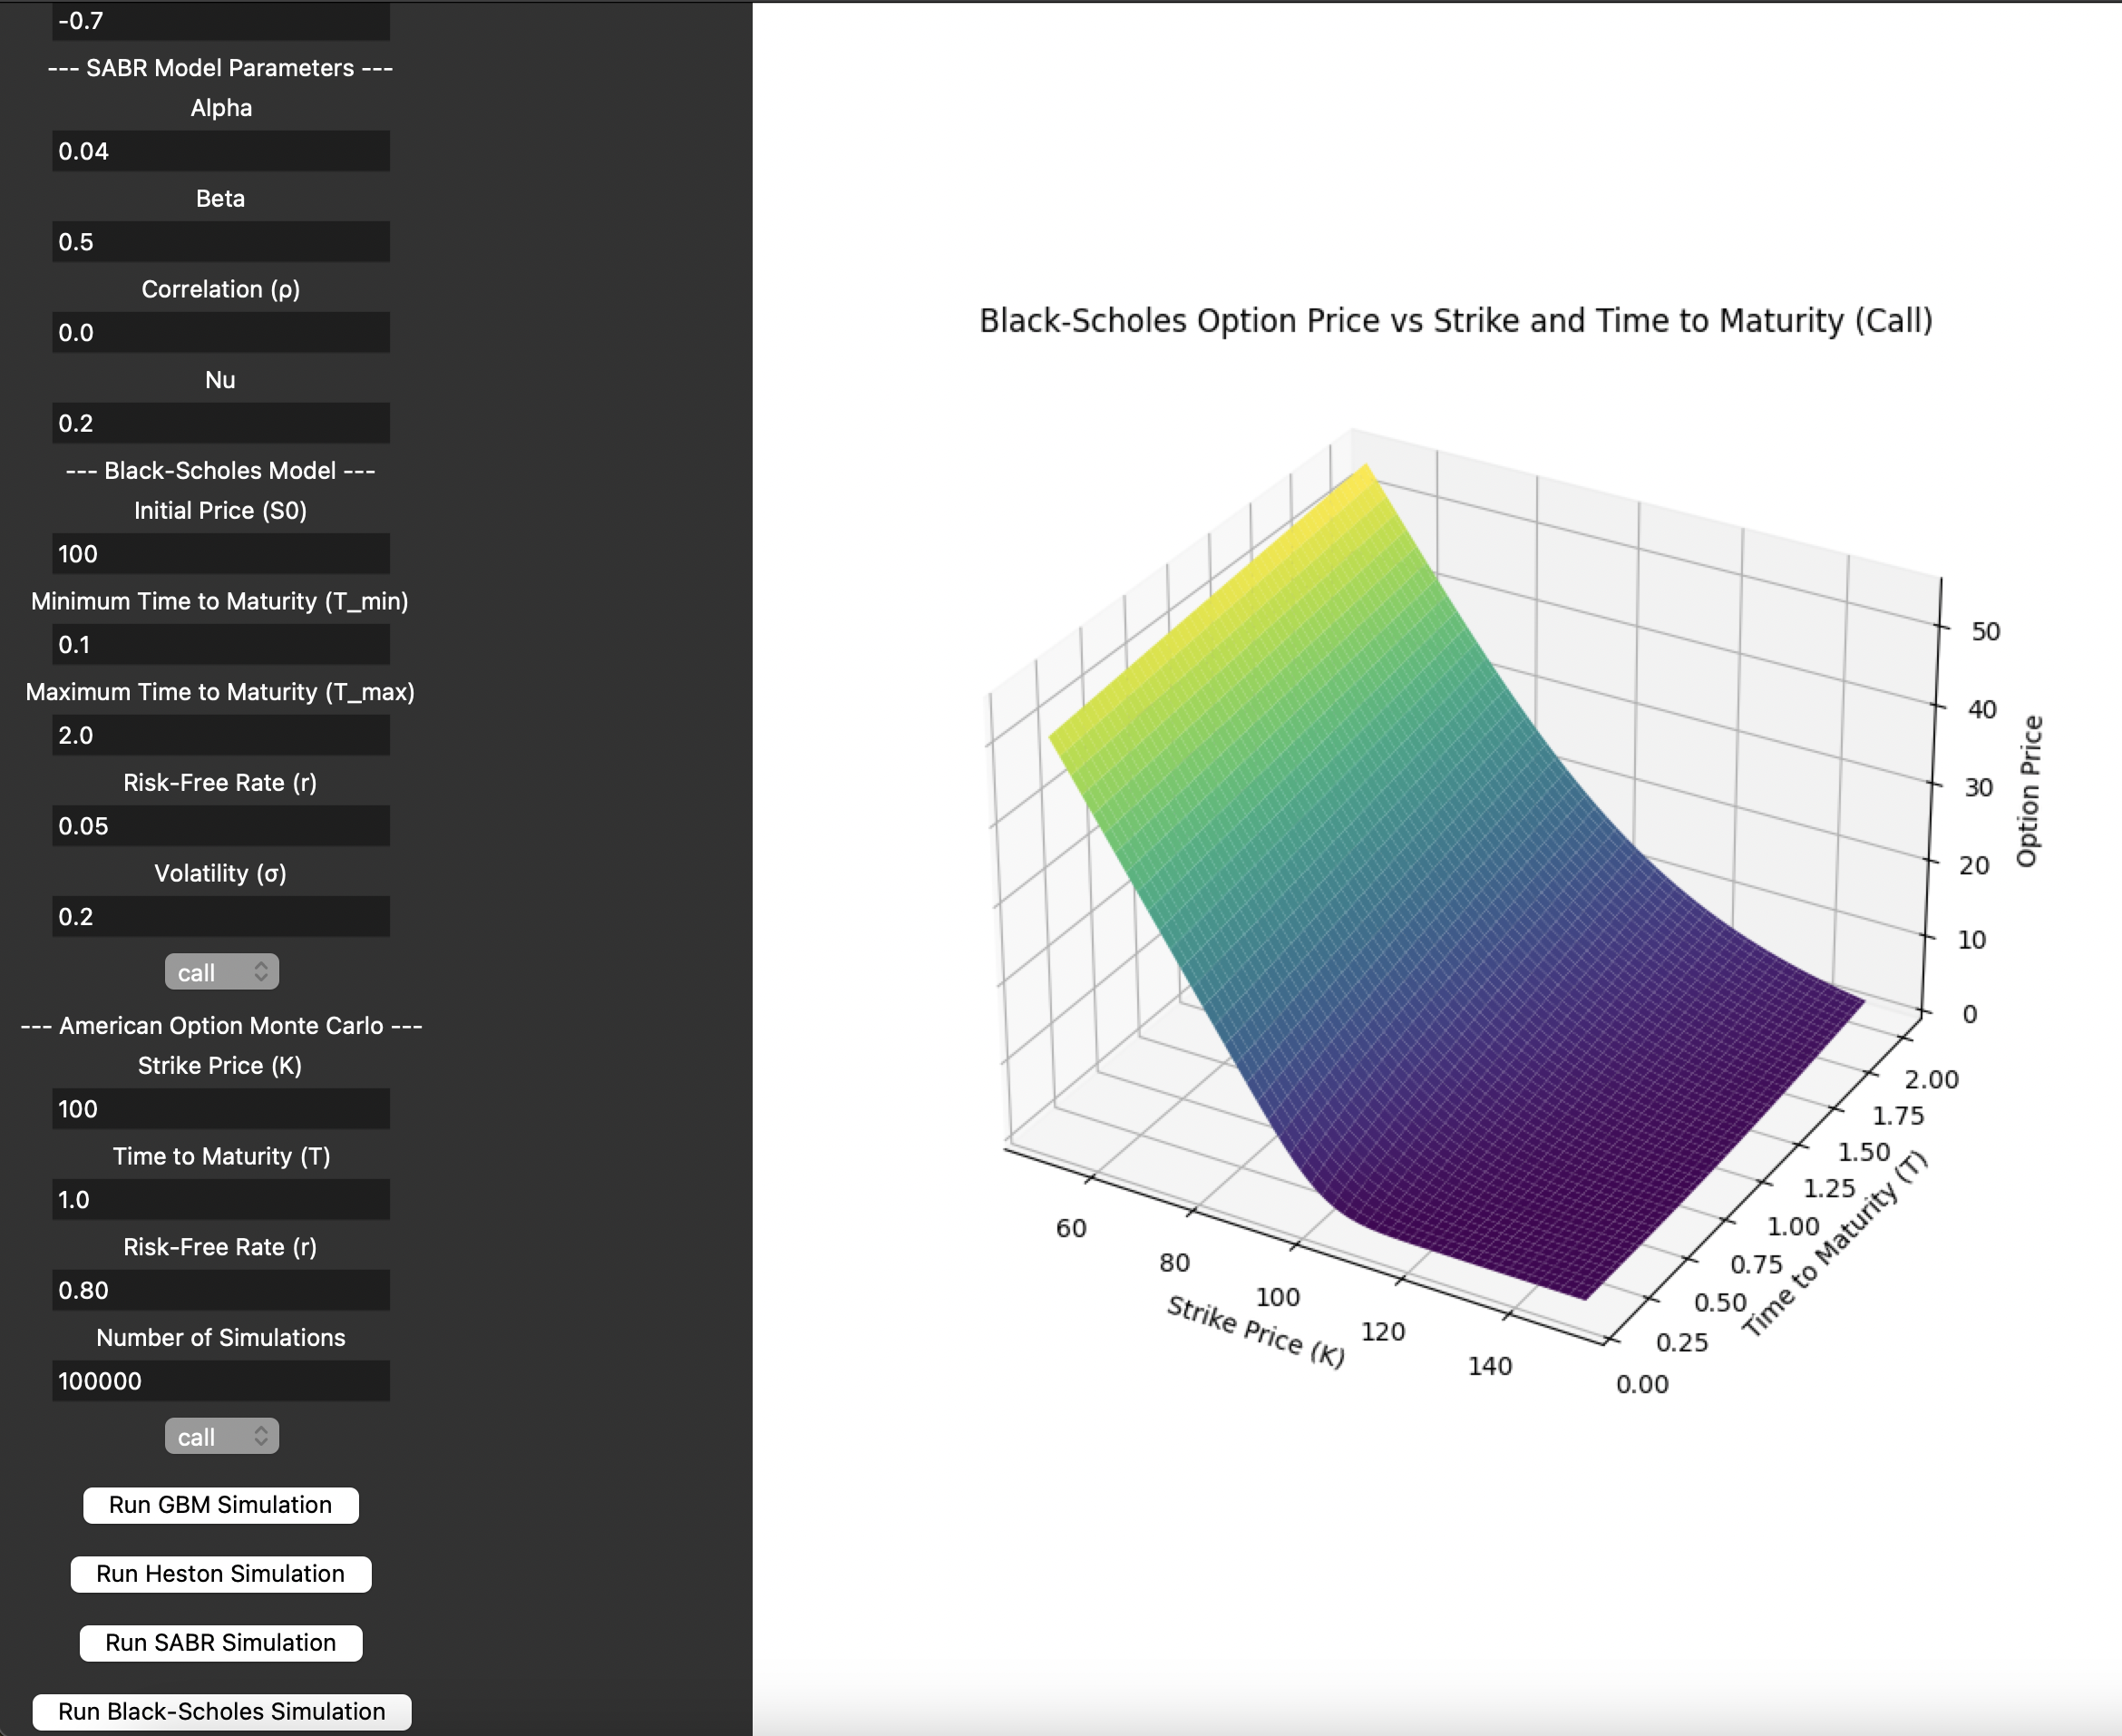 -0.7
--- SABR Model Parameters ---
Alpha
0.04
Beta
0.5
Correlation (ρ)
0.0
Nu
0.2
--- Black-Scholes Model ---
Initial Price (S0)
100
Minimum Time to Maturity (T_min)
0.1
Maximum Time to Maturity (T_max)
2.0
Risk-Free Rate (r)
0.05
Volatility (σ)
0.2
call
--- American Option Monte Carlo ---
Strike Price (K)
100
Time to Maturity (T)
1.0
Risk-Free Rate (r)
0.80
Number of Simulations
100000
call
Run GBM Simulation
Run Heston Simulation
Run SABR Simulation
Run Black-Scholes Simulation
Black-Scholes Option Price vs Strike and Time to Maturity (Call)
50
40
30
20
10
0
Option Price
2.00
1.75
1.50
1.25
1.00
0.75
0.50
0.25
0.00
Time to Maturity (T)
60
80
100
120
140
Strike Price (K)